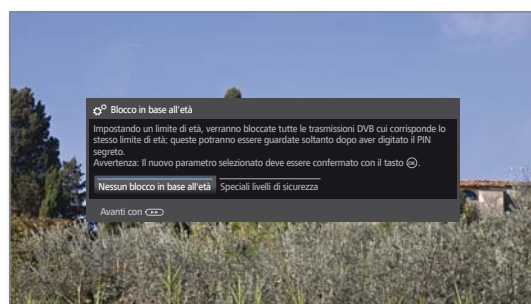 Blocco in base all'età
Impostando un limite di età, verranno bloccate tutte le trasmissioni DVB cui corrisponde lo
stesso limite di età; queste potranno essere guardate soltanto dopo aver digitato il PIN
segreto.
Avvertenza: Il nuovo parametro selezionato deve essere confermato con il tasto OK.
Nessun blocco in base all'età Speciali livelli di sicurezza
Avanti con